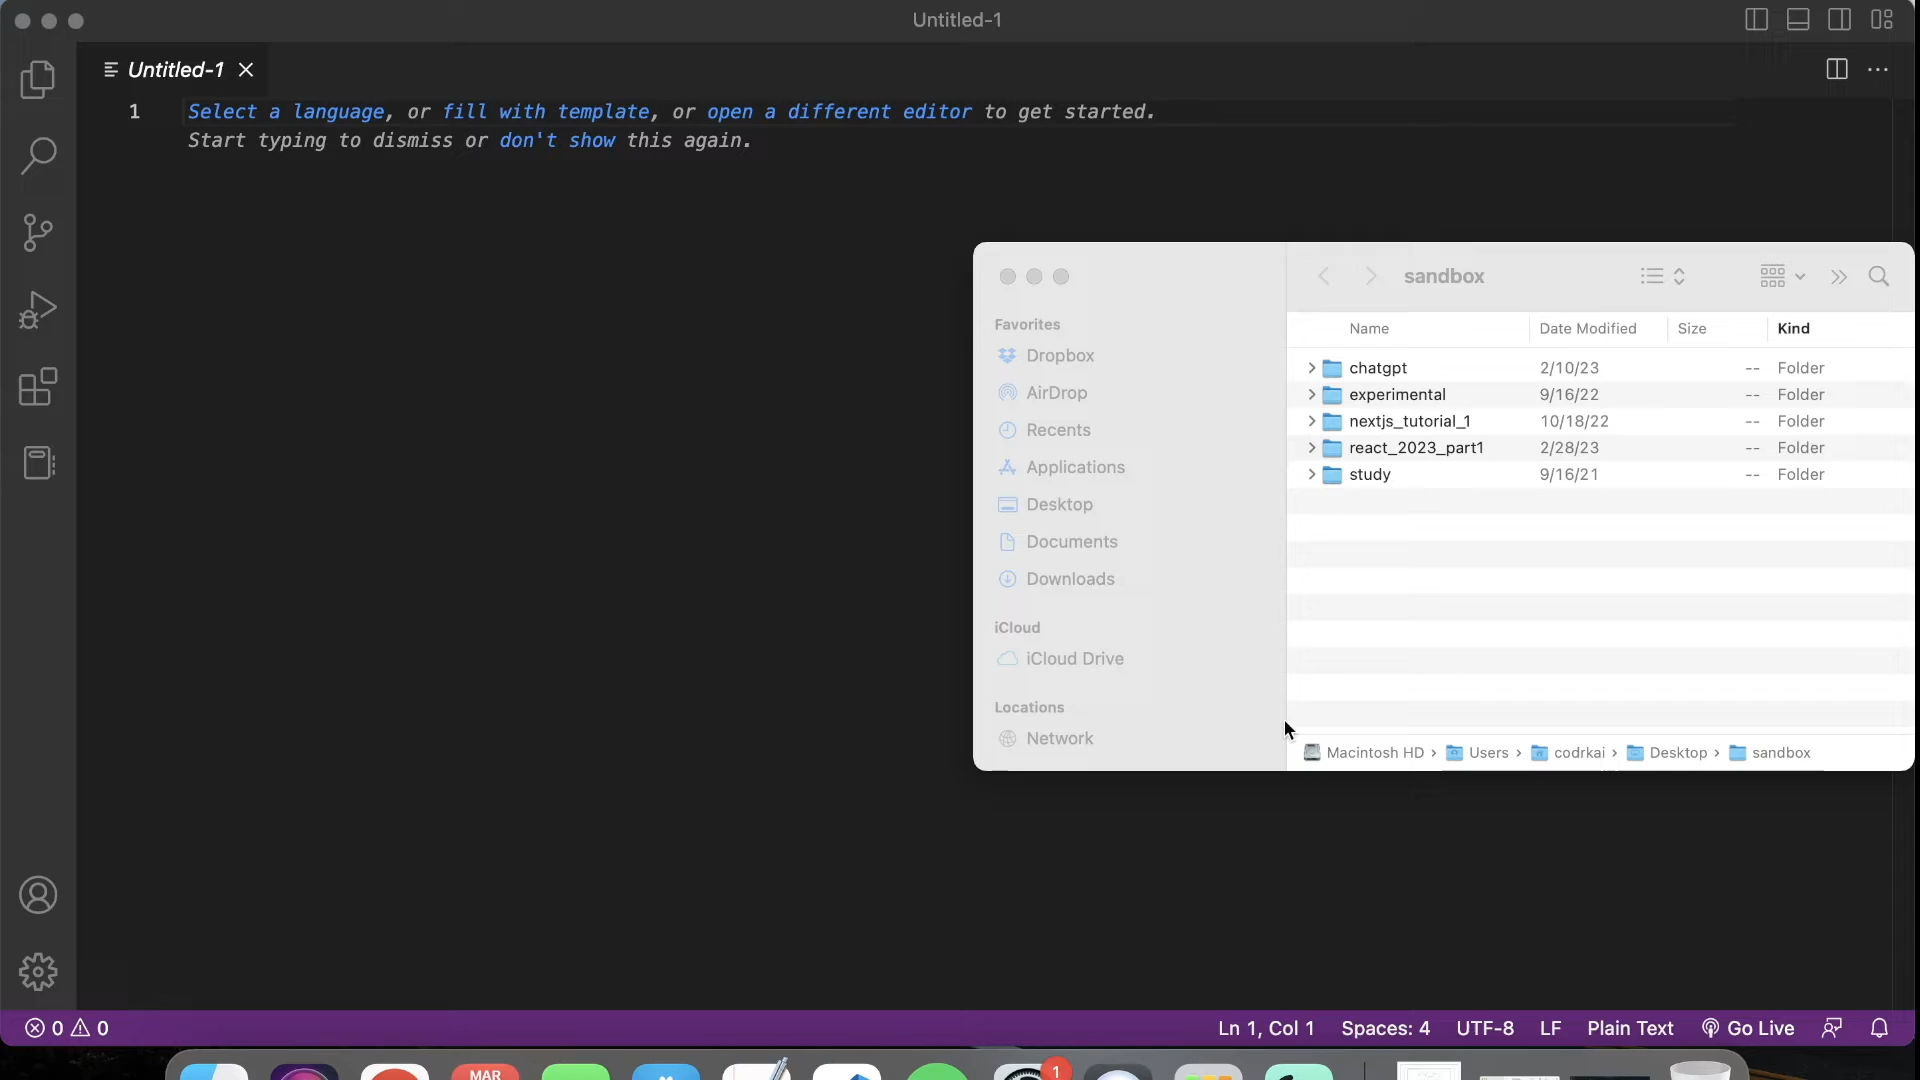 Untitled-1
Untitled-1
1 Select a language, or fill with template, or open a different editor to get started.
Start typing to dismiss or don't show this again.
sandbox
Favorites
Dropbox
AirDrop
Recents
Applications
Desktop
Documents
Downloads
iCloud
iCloud Drive
Locations
Network
Name Date Modified Size Kind
chatgpt 2/10/23 -- Folder
experimental 9/16/22 -- Folder
nextjs_tutorial_1 10/18/22 -- Folder
react_2023_part1 2/28/23 -- Folder
study 9/16/21 -- Folder
Macintosh HD › Users › codrkai › Desktop › sandbox
0 0 Ln 1, Col 1 Spaces: 4 UTF-8 LF Plain Text Go Live
MAR 1